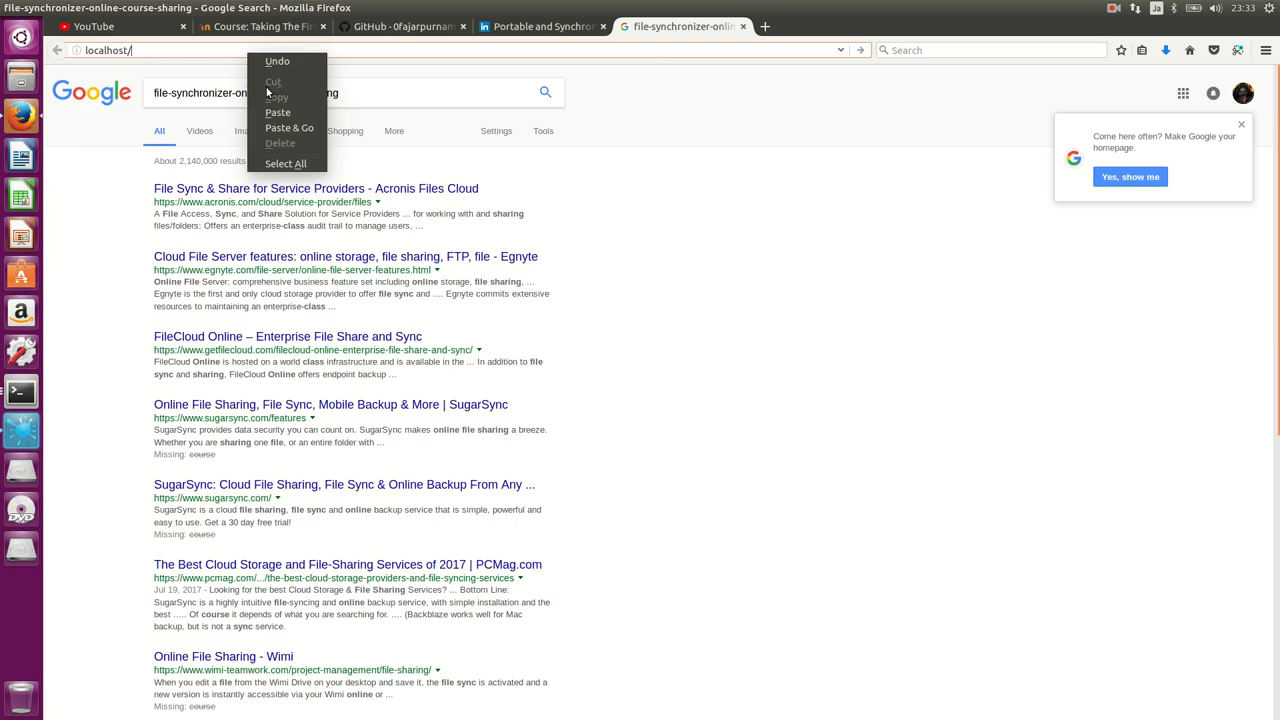 file-synchronizer-online-course-sharing - Google Search - Mozilla Firefox
Ja
23:33
YouTube
Course: Taking The Fir
GitHub - 0fajarpurnam
Portable and Synchron
file-synchronizer-onlin
localhost/
Search
Undo
Cut
Copy
Paste
Paste & Go
Delete
Select All
Google
file-synchronizer-on
ng
All
Videos
Ima
Shopping
More
Settings
Tools
About 2,140,000 results
Come here often? Make Google your
homepage.
Yes, show me
File Sync & Share for Service Providers - Acronis Files Cloud
https://www.acronis.com/cloud/service-provider/files
A File Access, Sync, and Share Solution for Service Providers ... for working with and sharing
files/folders; Offers an enterprise-class audit trail to manage users, ...
Cloud File Server features: online storage, file sharing, FTP, file - Egnyte
https://www.egnyte.com/file-server/online-file-server-features.html
Online File Server: comprehensive business feature set including online storage, file sharing, ...
Egnyte is the first and only cloud storage provider to offer file sync and .... Egnyte commits extensive
resources to maintaining an enterprise-class ...
FileCloud Online – Enterprise File Share and Sync
https://www.getfilecloud.com/filecloud-online-enterprise-file-share-and-sync/
FileCloud Online is hosted on a world class infrastructure and is available in the ... In addition to file
sync and sharing, FileCloud Online offers endpoint backup ...
Online File Sharing, File Sync, Mobile Backup & More | SugarSync
https://www.sugarsync.com/features
SugarSync provides data security you can count on. SugarSync makes online file sharing a breeze.
Whether you are sharing one file, or an entire folder with ...
Missing: course
SugarSync: Cloud File Sharing, File Sync & Online Backup From Any ...
https://www.sugarsync.com/
SugarSync is a cloud file sharing, file sync and online backup service that is simple, powerful and
easy to use. Get a 30 day free trial!
Missing: course
The Best Cloud Storage and File-Sharing Services of 2017 | PCMag.com
https://www.pcmag.com/.../the-best-cloud-storage-providers-and-file-syncing-services
Jul 19, 2017 - Looking for the best Cloud Storage & File Sharing Services? ... Bottom Line:
SugarSync is a highly intuitive file-syncing and online backup service, with simple installation and the
best ..... Of course it depends of what you are searching for. .... (Backblaze works well for Mac
backup, but is not a sync service.
Online File Sharing - Wimi
https://www.wimi-teamwork.com/project-management/file-sharing/
When you edit a file from the Wimi Drive on your desktop and save it, the file sync is activated and a
new version is instantly accessible via your Wimi online or ...
Missing: course